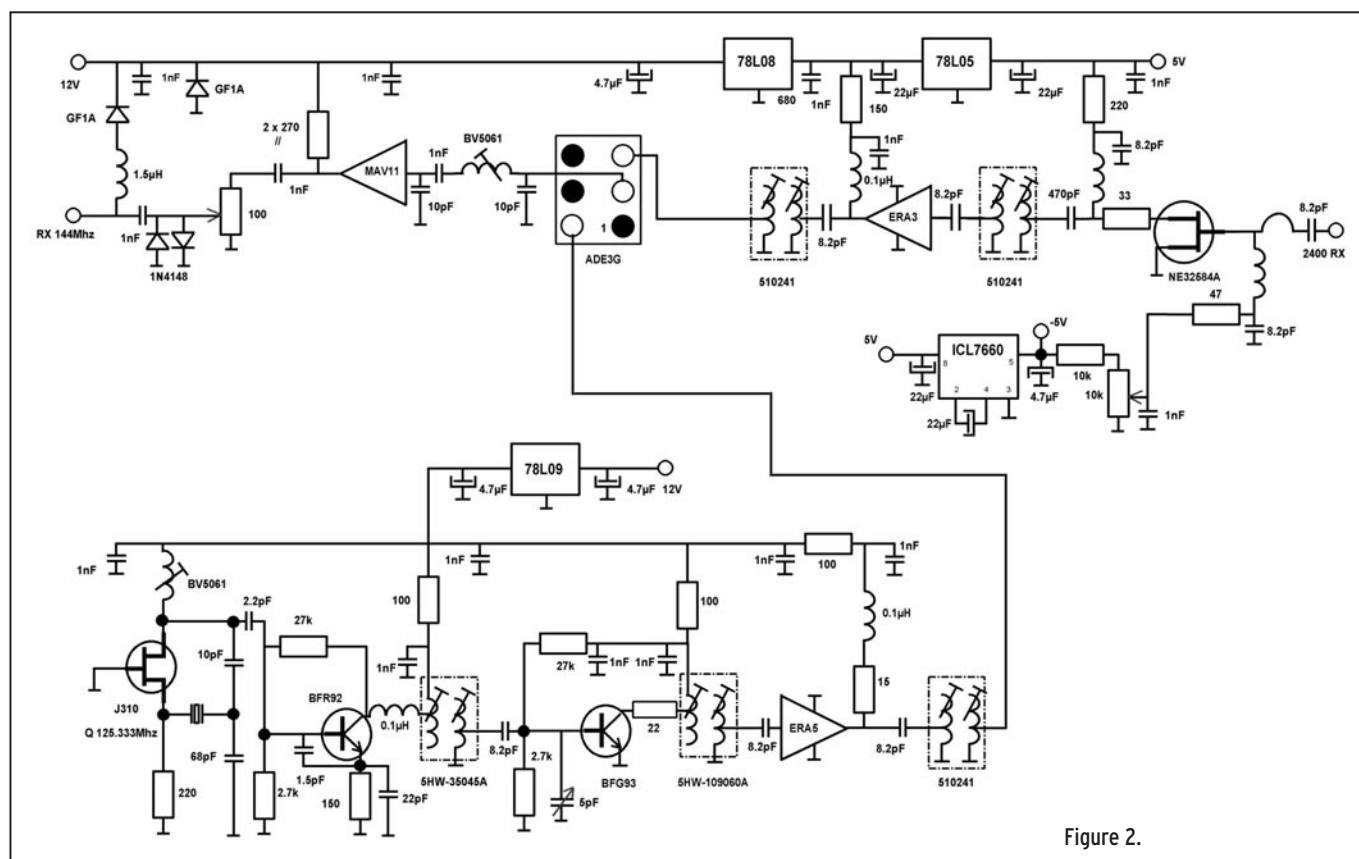 12V
1nF
GF1A
1nF
4.7µF
78L08
680
1nF
22µF
78L05
22µF
1nF
5V
GF1A
2 x 270
//
150
220
1.5µH
1nF
MAV11
1nF
BV5061
1nF
0.1µH
8.2pF
RX 144Mhz
1nF
100
10pF
10pF
1
ADE3G
8.2pF
ERA3
8.2pF
470pF
33
8.2pF
2400 RX
1N4148
510241
510241
NE32584A
47
8.2pF
5V
ICL7660
8
5
2
4
3
-5V
22µF
22µF
4.7µF
10k
10k
1nF
4.7µF
78L09
4.7µF
12V
1nF
BV5061
1nF
1nF
100
1nF
2.2pF
27k
100
100
0.1µH
10pF
1nF
27k
1nF
1nF
15
J310
BFR92
0.1µH
22
Q 125.333Mhz
68pF
8.2pF
8.2pF
ERA5
8.2pF
220
2.7k
1.5pF
150
22pF
5HW-35045A
2.7k
5pF
BFG93
5HW-109060A
510241
Figure 2.